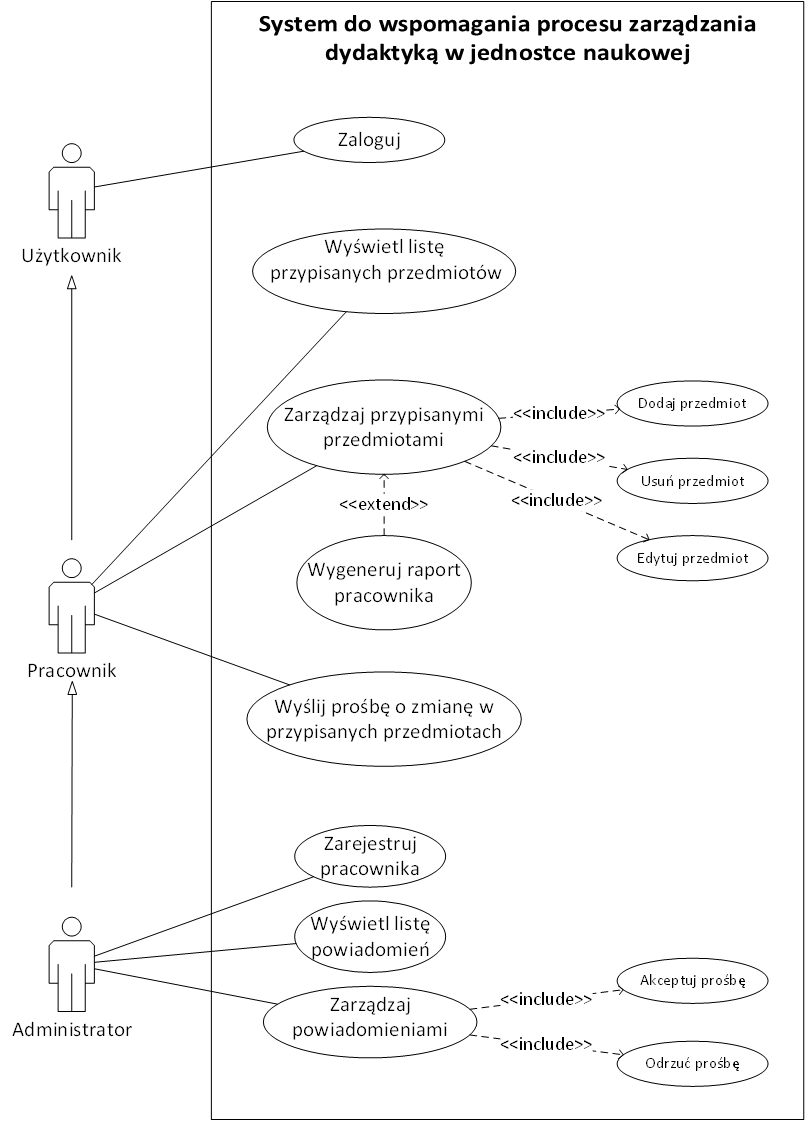 System do wspomagania procesu zarządzania
dydaktyką w jednostce naukowej
Zaloguj
Użytkownik
Wyświetl listę
przypisanych przedmiotów
Zarządzaj przypisanymi
przedmiotami
<<include>>
Dodaj przedmiot
<<include>>
Usuń przedmiot
<<include>>
Edytuj przedmiot
<<extend>>
Wygeneruj raport
pracownika
Pracownik
Wyślij prośbę o zmianę w
przypisanych przedmiotach
Zarejestruj
pracownika
Wyświetl listę
powiadomień
Administrator
Zarządzaj
powiadomieniami
<<include>>
Akceptuj prośbę
<<include>>
Odrzuć prośbę